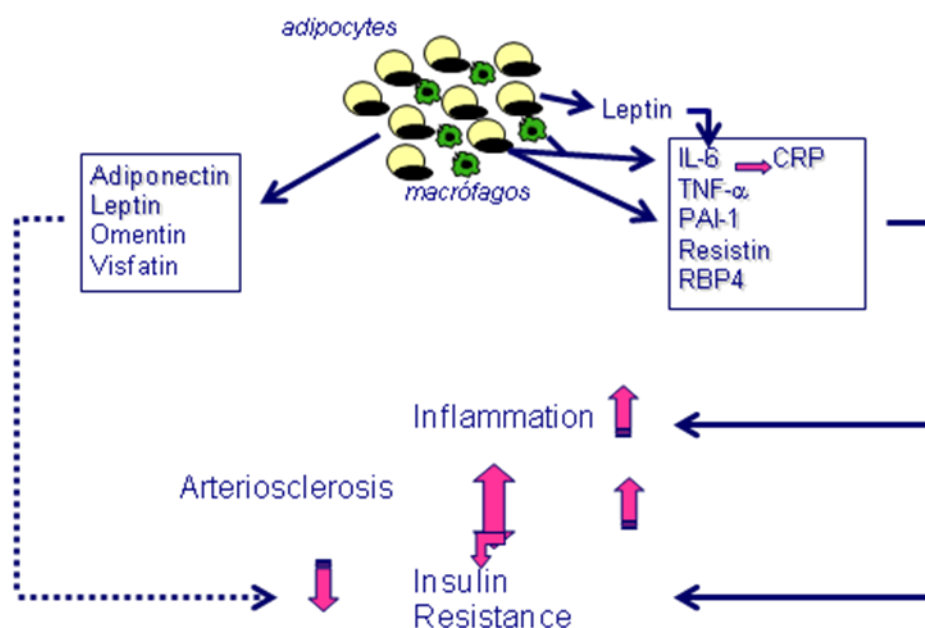 adipocytes
Leptin
IL-6 CRP
TNF-α
PAI-1
Resistin
RBP4
macrófagos
Adiponectin
Leptin
Omentin
Visfatin
Inflammation
Arteriosclerosis
Insulin
Resistance